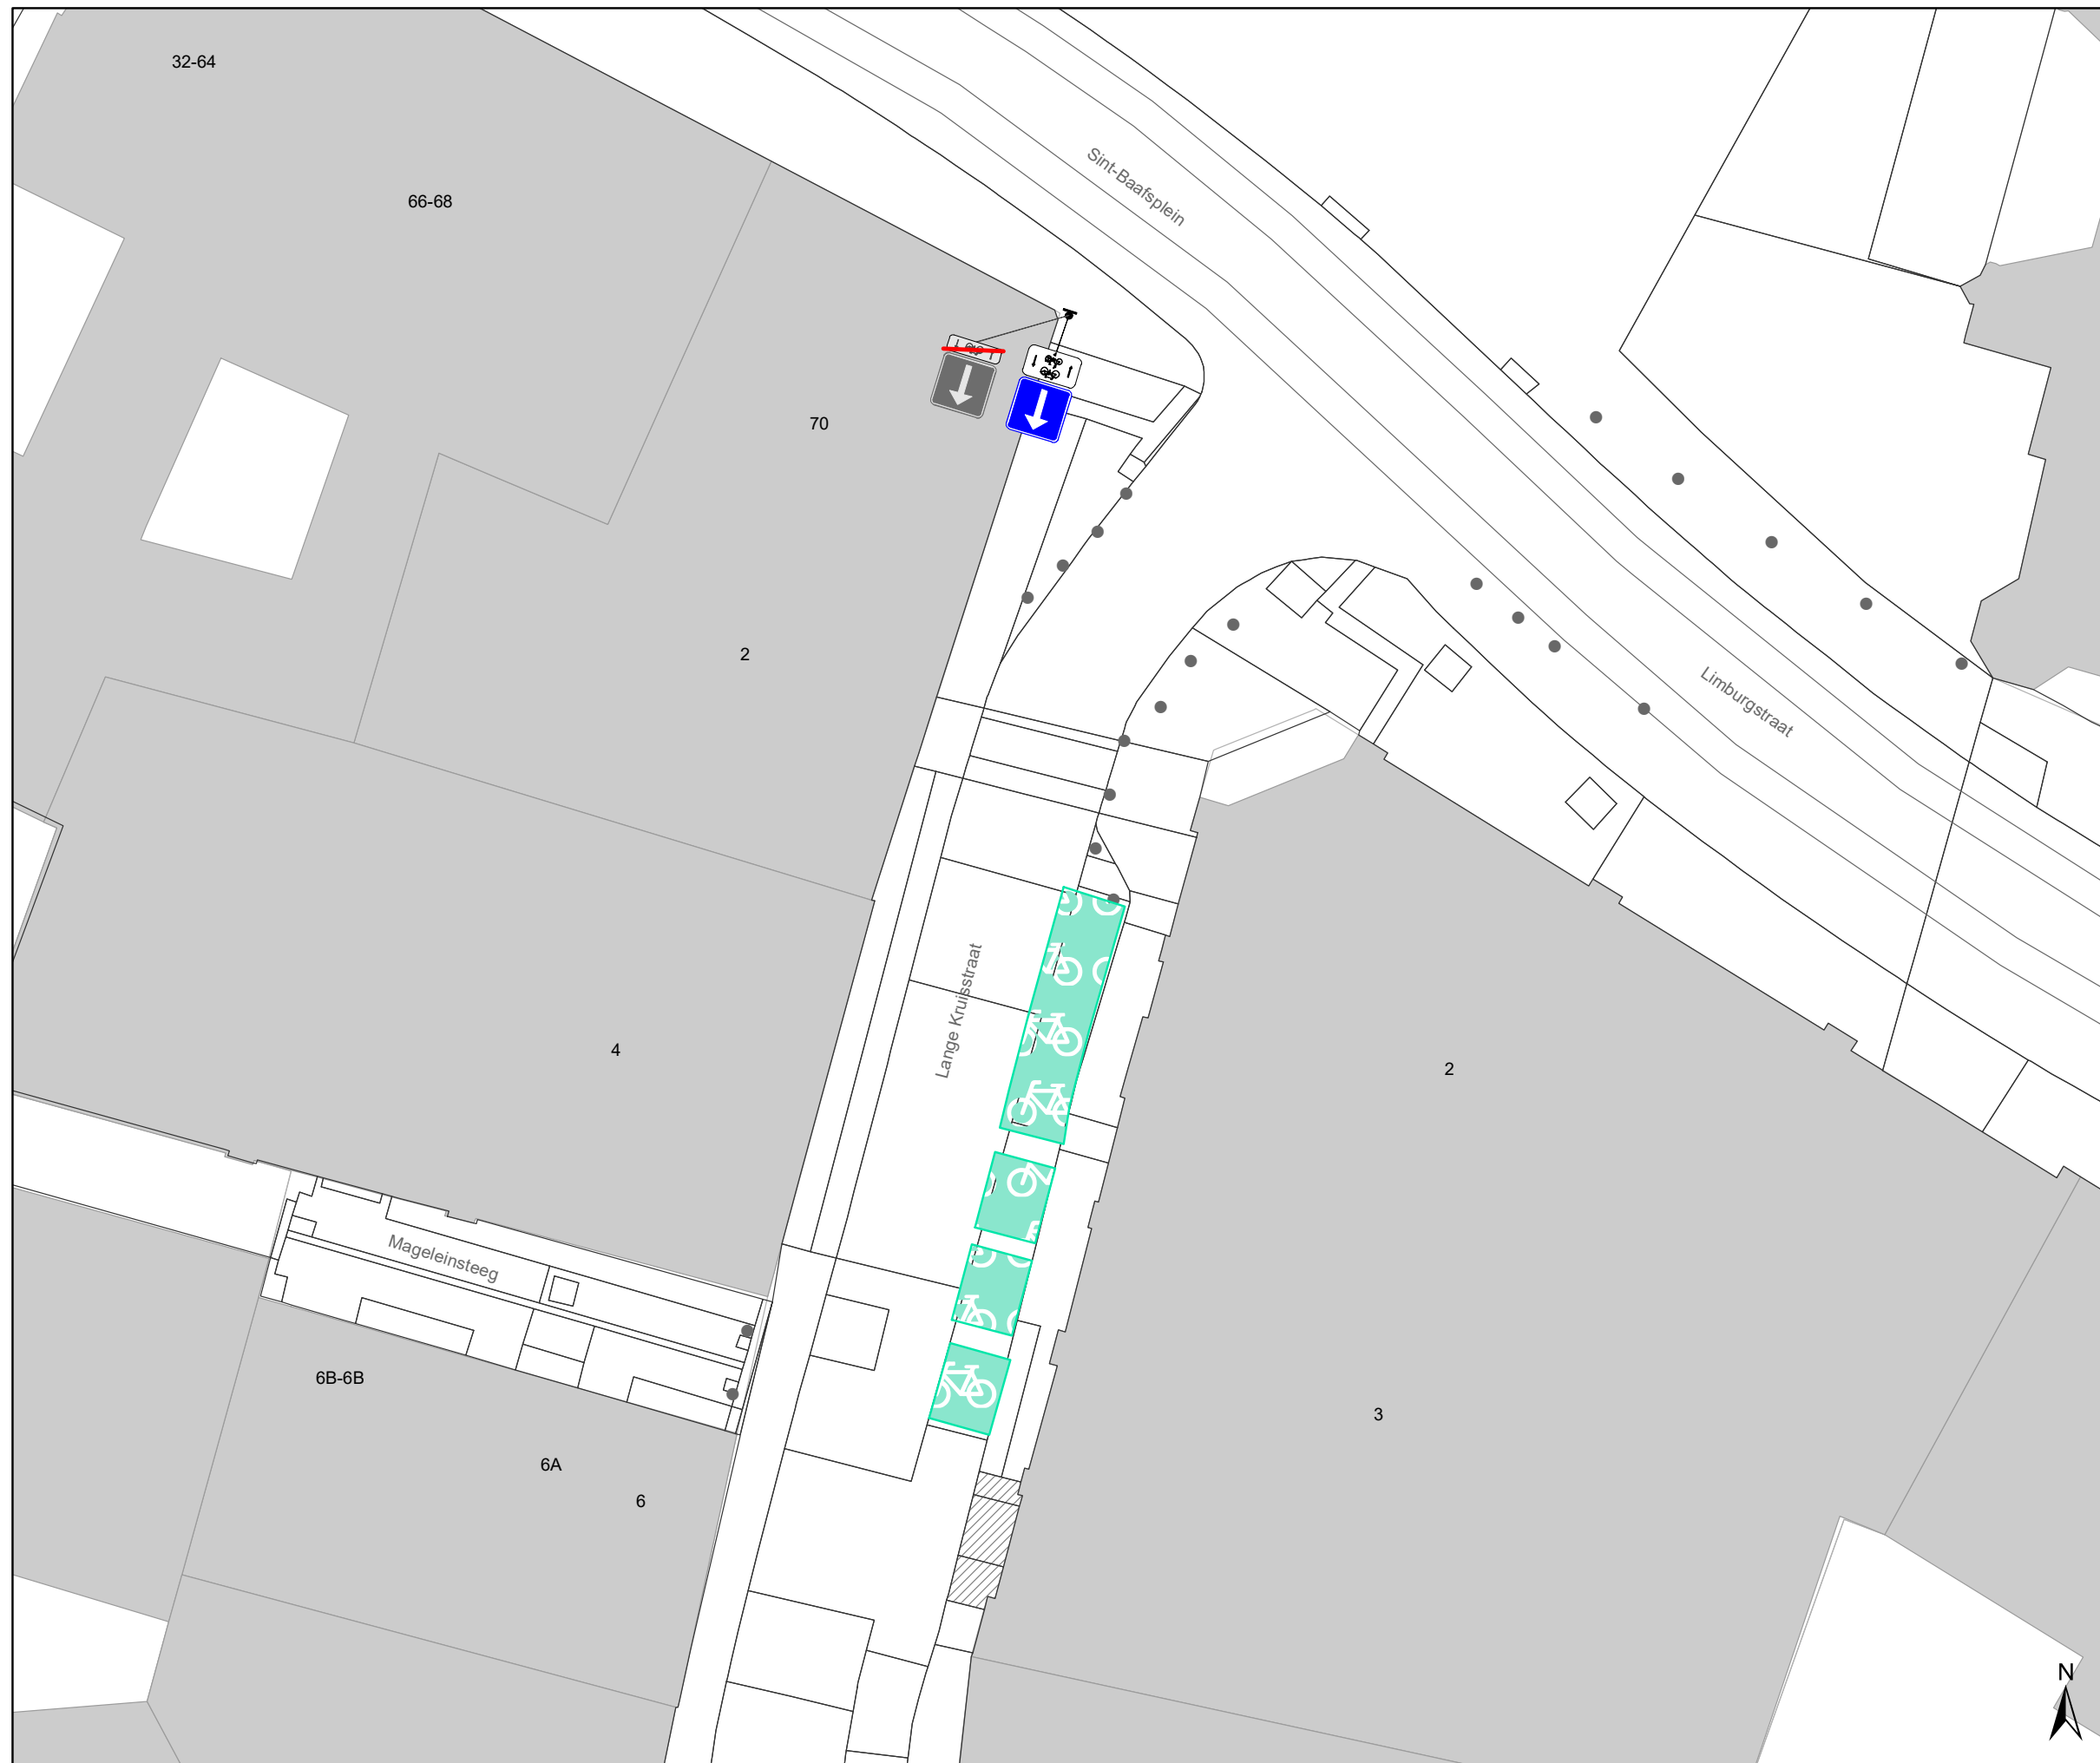 32-64
66-68
Sint-Baafsplein
70
2
Limburgstraat
Lange Kruisstraat
4
2
Mageleinsteeg
6B-6B
3
6A
6
N